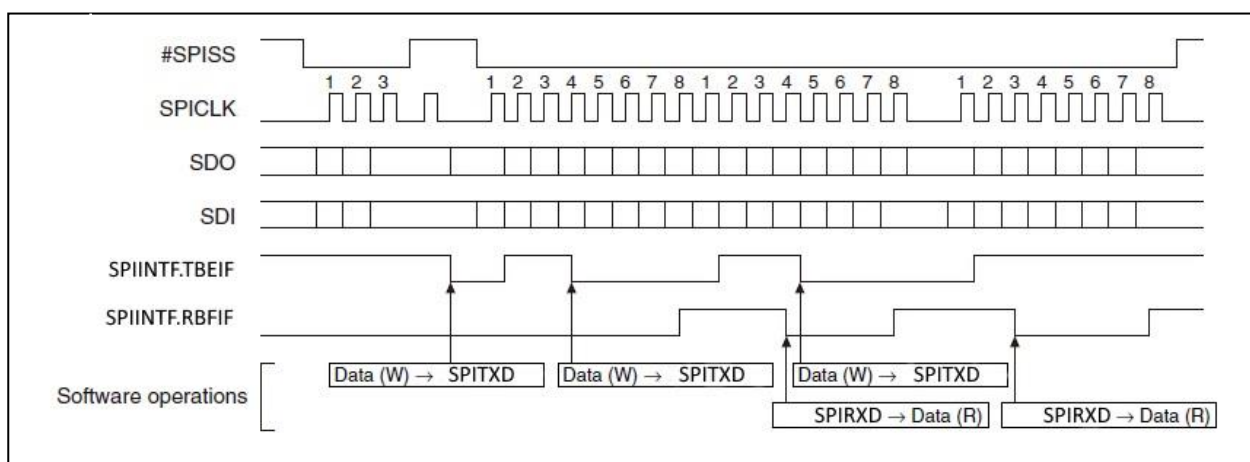 #SPISS
1 2 3 1 2 3 4 5 6 7 8 1 2 3 4 5 6 7 8 1 2 3 4 5 6 7 8
SPICLK
SDO
SDI
SPIINTF.TBEIF
SPIINTF.RBFIF
Data (W) → SPITXD Data (W) → SPITXD Data (W) → SPITXD
Software operations
SPIRXD → Data (R) SPIRXD → Data (R)